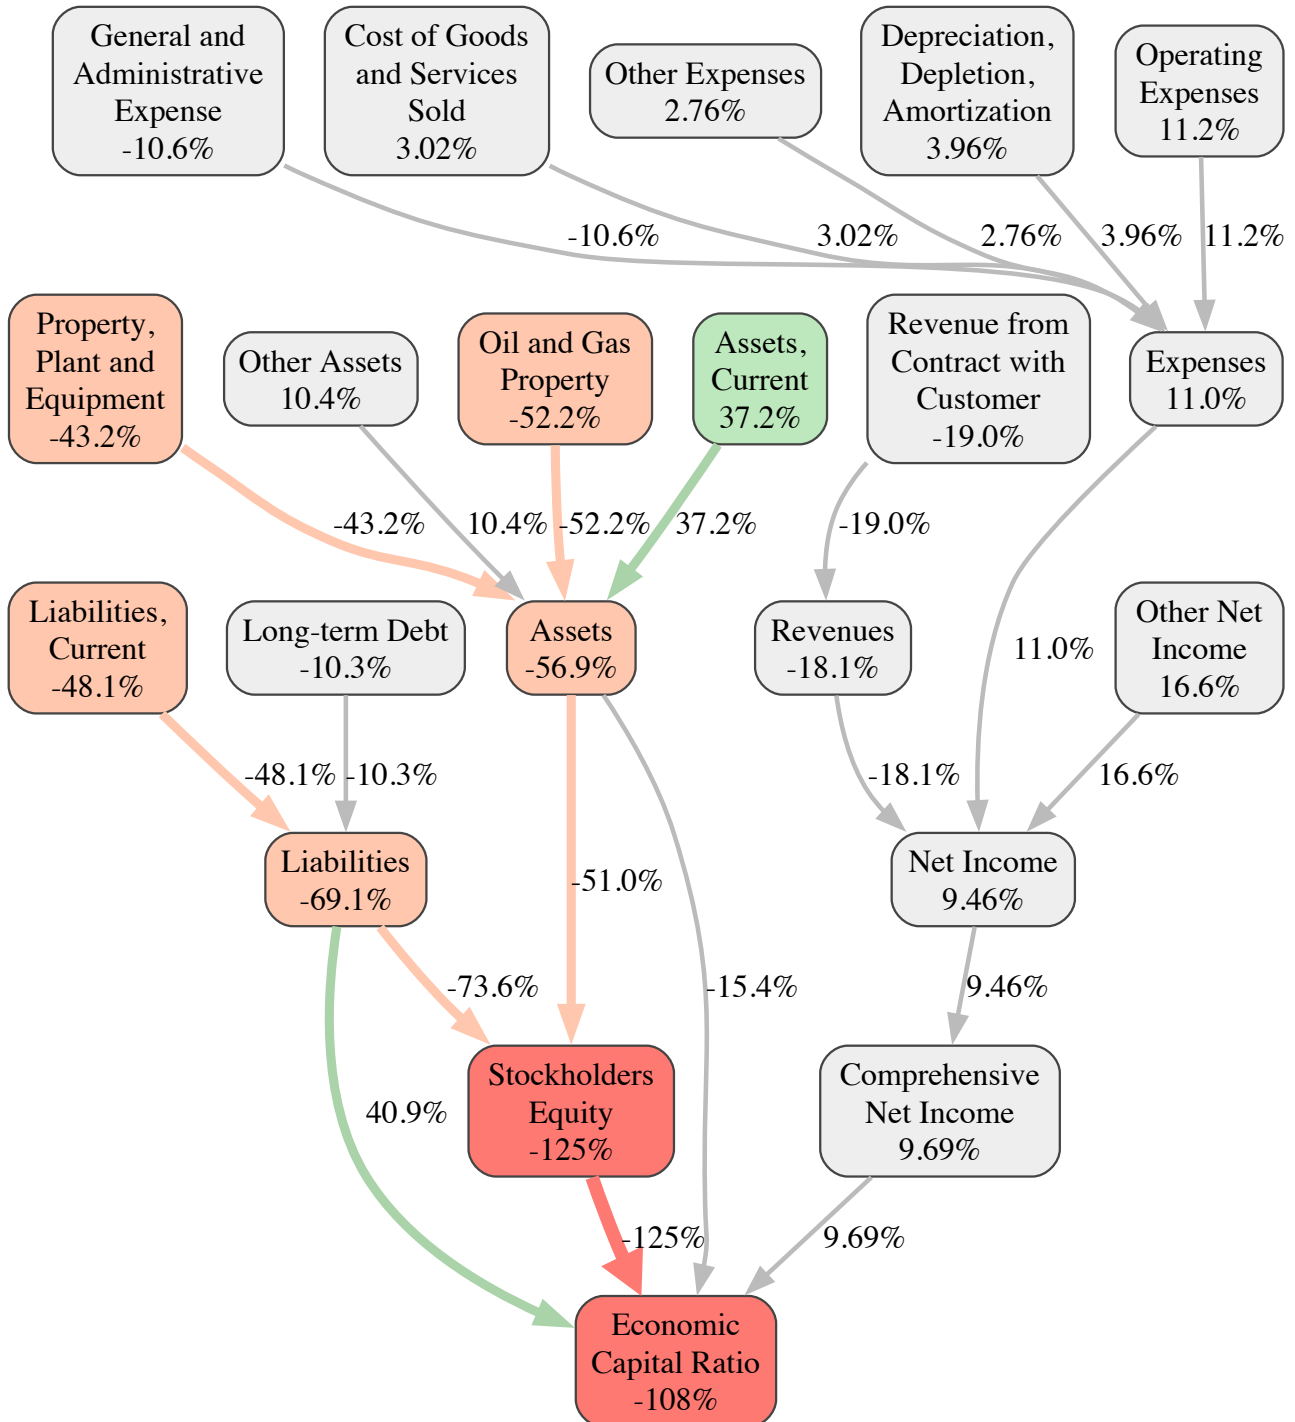 General and
Administrative
Expense
-10.6%
Cost of Goods
and Services
Sold
3.02%
Other Expenses
2.76%
Depreciation,
Depletion,
Amortization
3.96%
Operating
Expenses
11.2%
-10.6%
3.02%
2.76%
3.96%
11.2%
Property,
Plant and
Equipment
-43.2%
Other Assets
10.4%
Oil and Gas
Property
-52.2%
Assets,
Current
37.2%
Revenue from
Contract with
Customer
-19.0%
Expenses
11.0%
-43.2%
10.4%
-52.2%
37.2%
-19.0%
Liabilities,
Current
-48.1%
Long-term Debt
-10.3%
Assets
-56.9%
Revenues
-18.1%
11.0%
Other Net
Income
16.6%
-48.1%
-10.3%
-18.1%
16.6%
Liabilities
-69.1%
-51.0%
Net Income
9.46%
-73.6%
-15.4%
9.46%
40.9%
Stockholders
Equity
-125%
Comprehensive
Net Income
9.69%
-125%
9.69%
Economic
Capital Ratio
-108%